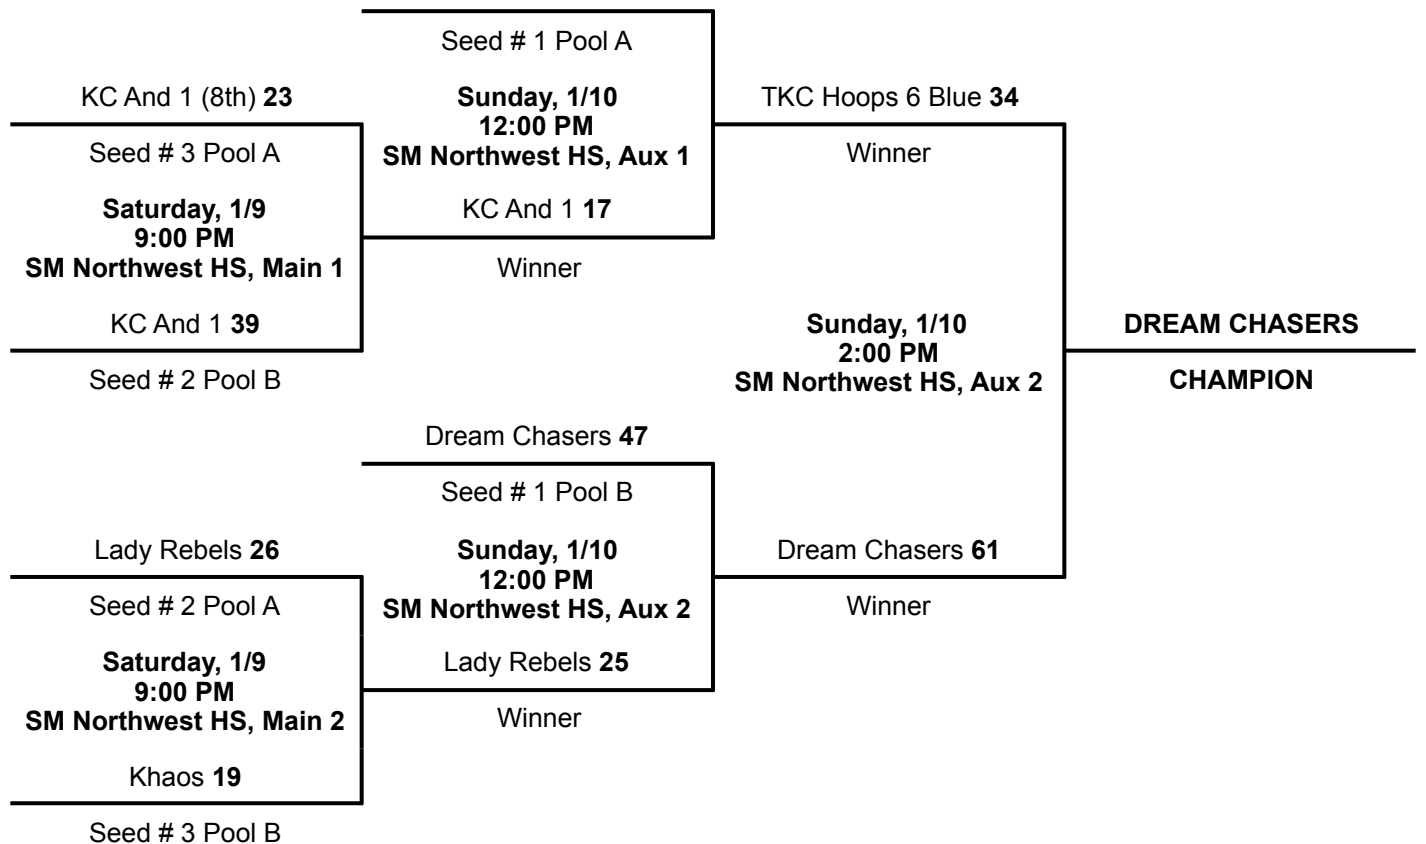 Seed # 1 Pool A
KC And 1 (8th) 23
Sunday, 1/10
12:00 PM
SM Northwest HS, Aux 1
TKC Hoops 6 Blue 34
Seed # 3 Pool A
Winner
Saturday, 1/9
9:00 PM
SM Northwest HS, Main 1
KC And 1 17
Winner
KC And 1 39
Seed # 2 Pool B
Sunday, 1/10
2:00 PM
SM Northwest HS, Aux 2
DREAM CHASERS
CHAMPION
Dream Chasers 47
Seed # 1 Pool B
Lady Rebels 26
Sunday, 1/10
12:00 PM
SM Northwest HS, Aux 2
Dream Chasers 61
Seed # 2 Pool A
Winner
Saturday, 1/9
9:00 PM
SM Northwest HS, Main 2
Lady Rebels 25
Winner
Khaos 19
Seed # 3 Pool B